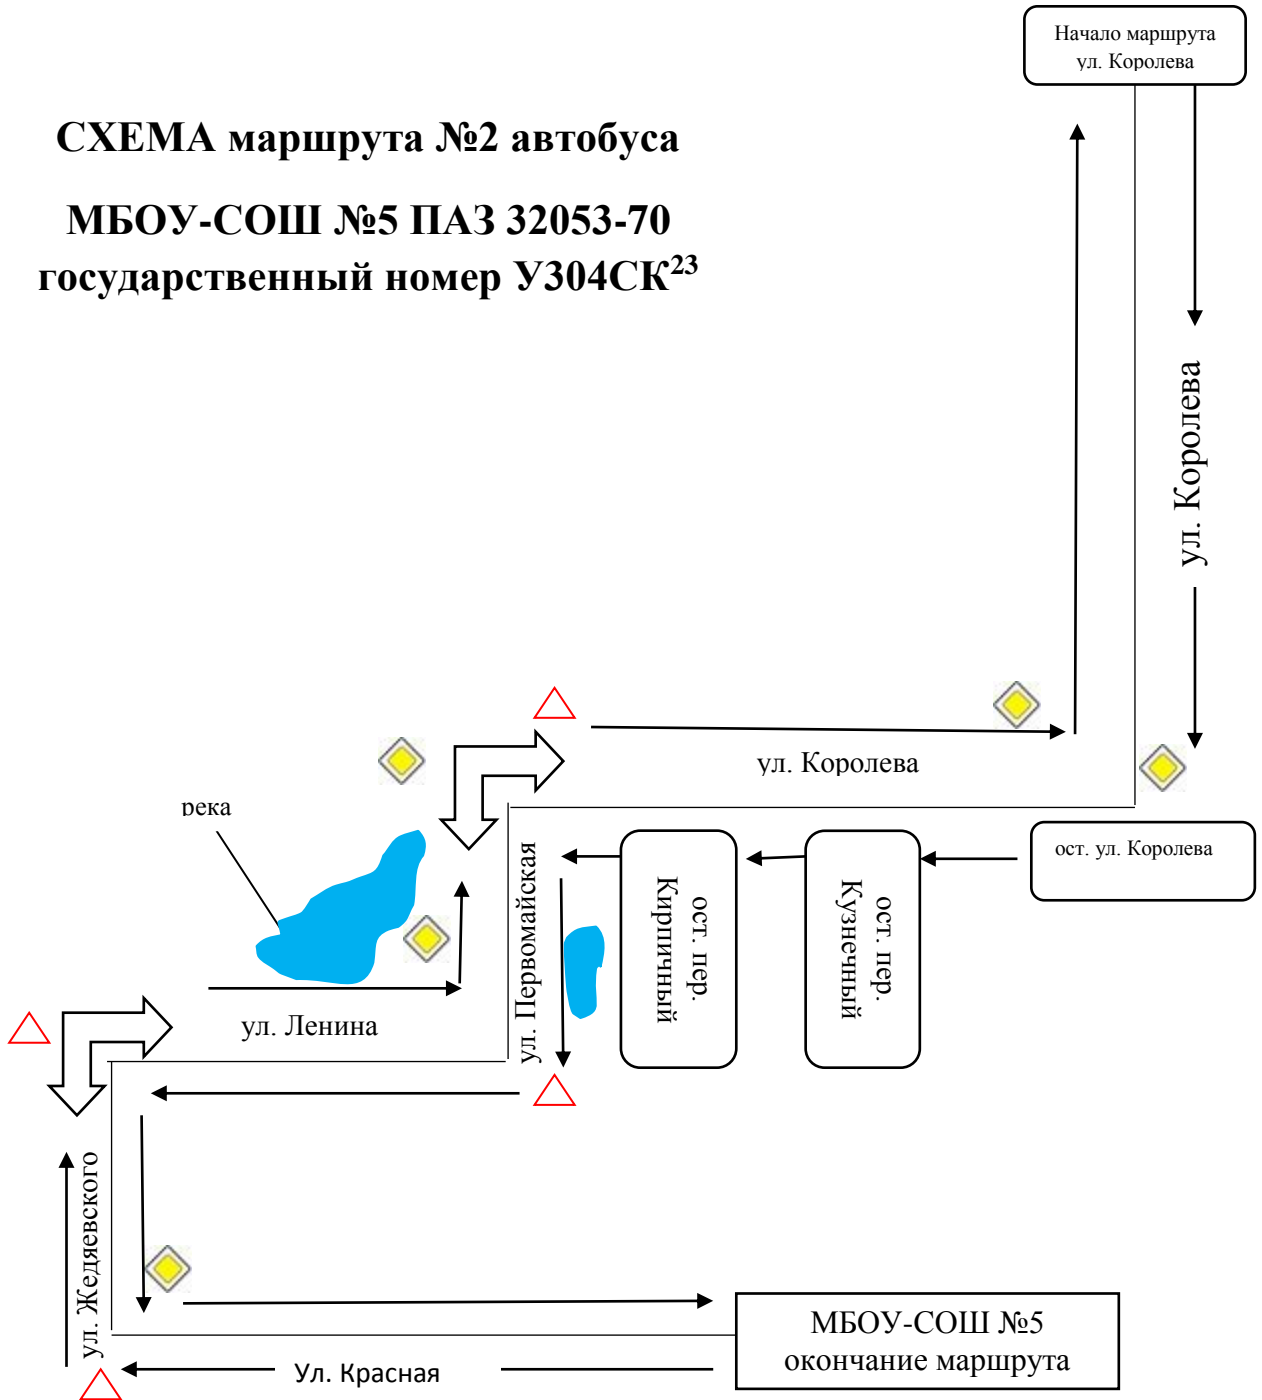 Начало маршрута
ул. Королева
СХЕМА маршрута №2 автобуса
МБОУ-СОШ №5 ПАЗ 32053-70
государственный номер У304СК²³
ул. Королева
ул. Королева
река
ост. ул. Королева
ул. Первомайская
ост. пер.
Кирпичный
ост. пер.
Кузнечный
ул. Ленина
ул. Жедяевского
МБОУ-СОШ №5
окончание маршрута
Ул. Красная